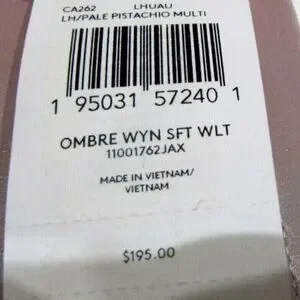 CA262 LHUAU
LH/PALE PISTACHIO MULTI
1 95031 57240 1
OMBRE WYN SFT WLT
11001762JAX
MADE IN VIETNAM/
VIETNAM
$195.00